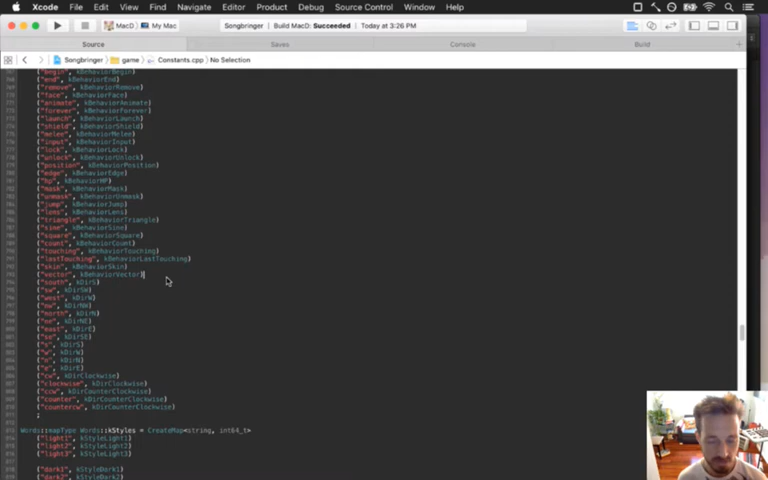 Xcode File Edit View Find Navigate Editor Product Debug Source Control Window Help
MacD My Mac Songbringer Build MacD: Succeeded Today at 3:26 PM
Source Saves Console Build
Songbringer game Constants.cpp No Selection
("begin", kBehaviorBegin)
("end", kBehaviorEnd)
("remove", kBehaviorRemove)
("face", kBehaviorFace)
("animate", kBehaviorAnimate)
("forever", kBehaviorForever)
("launch", kBehaviorLaunch)
("shield", kBehaviorShield)
("melee", kBehaviorMelee)
("input", kBehaviorInput)
("lock", kBehaviorLock)
("unlock", kBehaviorUnlock)
("position", kBehaviorPosition)
("edge", kBehaviorEdge)
("hp", kBehaviorHP)
("mask", kBehaviorMask)
("unmask", kBehaviorUnmask)
("jump", kBehaviorJump)
("lens", kBehaviorLens)
("triangle", kBehaviorTriangle)
("sine", kBehaviorSine)
("square", kBehaviorSquare)
("count", kBehaviorCount)
("touching", kBehaviorTouching)
("lastTouching", kBehaviorLastTouching)
("skin", kBehaviorSkin)
("vector", kBehaviorVector)
("south", kDirS)
("sw", kDirSW)
("west", kDirW)
("nw", kDirNW)
("north", kDirN)
("ne", kDirNE)
("east", kDirE)
("se", kDirSE)
("s", kDirS)
("w", kDirW)
("n", kDirN)
("e", kDirE)
("cw", kDirClockwise)
("clockwise", kDirClockwise)
("ccw", kDirCounterClockwise)
("counter", kDirCounterClockwise)
("countercw", kDirCounterClockwise)
;
Words::mapType Words::kStyles = CreateMap<string, int64_t>
("light1", kStyleLight1)
("light2", kStyleLight2)
("light3", kStyleLight3)
("dark1", kStyleDark1)
("dark2", kStyleDark2)